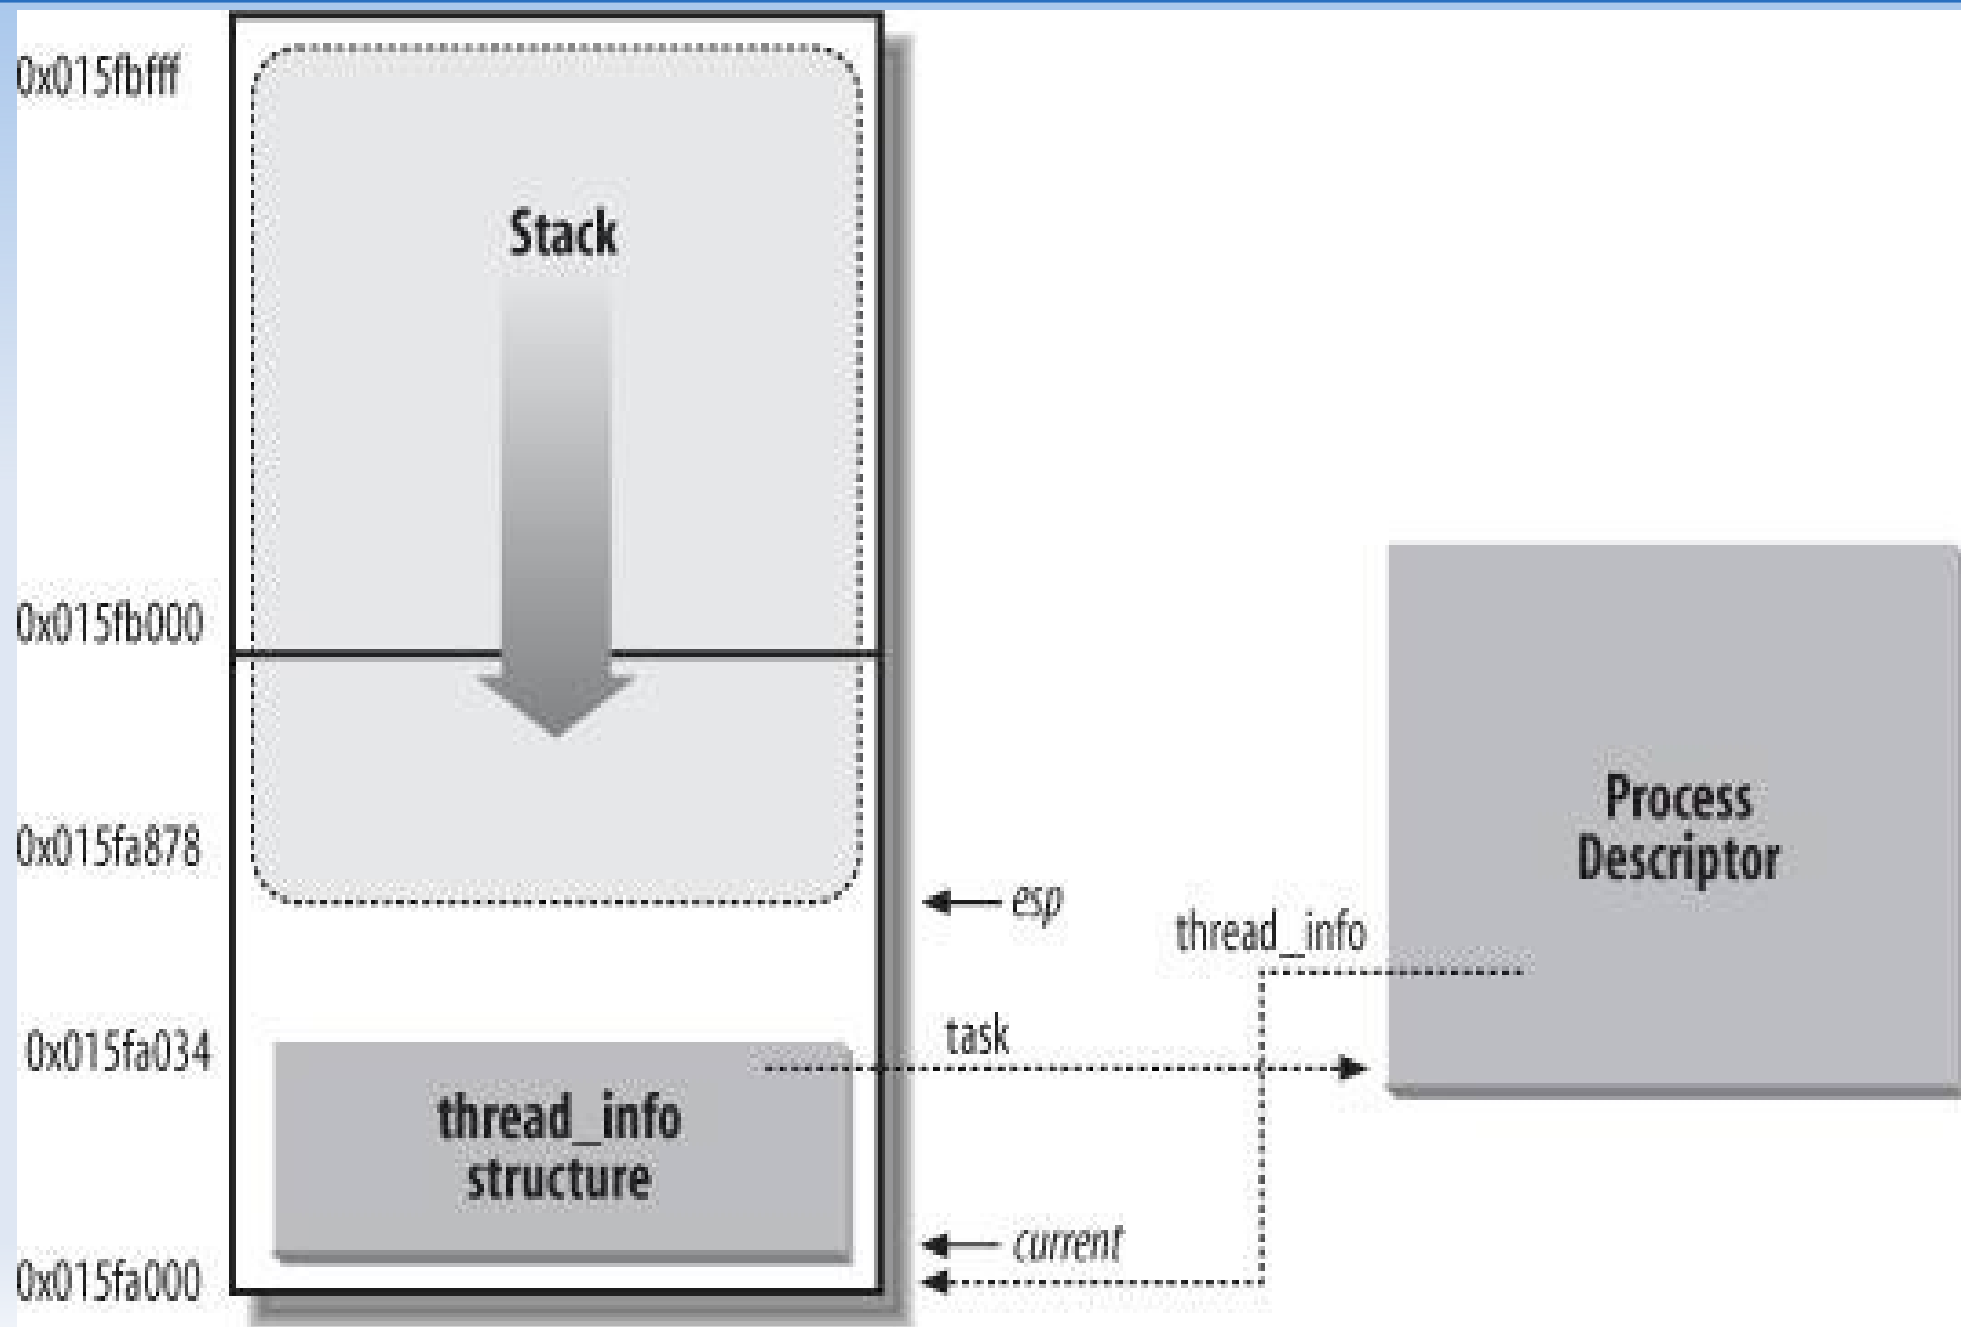 0x015fbfff
Stack
0x015fb000
Process
Descriptor
0x015fa878
esp
thread_info
task
0x015fa034
thread_info
structure
current
0x015fa000